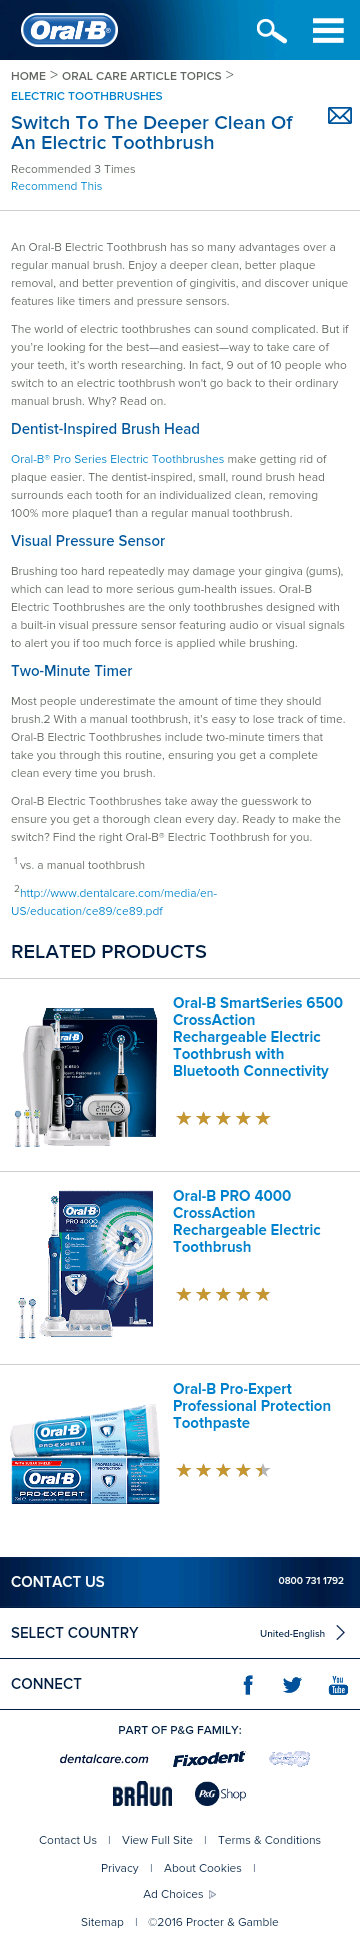 Oral-B®
HOME > ORAL CARE ARTICLE TOPICS >
ELECTRIC TOOTHBRUSHES
Switch To The Deeper Clean Of
An Electric Toothbrush
Recommended 3 Times
Recommend This
An Oral-B Electric Toothbrush has so many advantages over a
regular manual brush. Enjoy a deeper clean, better plaque
removal, and better prevention of gingivitis, and discover unique
features like timers and pressure sensors.
The world of electric toothbrushes can sound complicated. But if
you're looking for the best—and easiest—way to take care of
your teeth, it's worth researching. In fact, 9 out of 10 people who
switch to an electric toothbrush won't go back to their ordinary
manual brush. Why? Read on.
Dentist-Inspired Brush Head
Oral-B® Pro Series Electric Toothbrushes make getting rid of
plaque easier. The dentist-inspired, small, round brush head
surrounds each tooth for an individualized clean, removing
100% more plaque1 than a regular manual toothbrush.
Visual Pressure Sensor
Brushing too hard repeatedly may damage your gingiva (gums),
which can lead to more serious gum-health issues. Oral-B
Electric Toothbrushes are the only toothbrushes designed with
a built-in visual pressure sensor featuring audio or visual signals
to alert you if too much force is applied while brushing.
Two-Minute Timer
Most people underestimate the amount of time they should
brush.2 With a manual toothbrush, it's easy to lose track of time.
Oral-B Electric Toothbrushes include two-minute timers that
take you through this routine, ensuring you get a complete
clean every time you brush.
Oral-B Electric Toothbrushes take away the guesswork to
ensure you get a thorough clean every day. Ready to make the
switch? Find the right Oral-B® Electric Toothbrush for you.
1 vs. a manual toothbrush
2http://www.dentalcare.com/media/en-
US/education/ce89/ce89.pdf
RELATED PRODUCTS
Oral-B SmartSeries 6500
CrossAction
Rechargeable Electric
Toothbrush with
Bluetooth Connectivity
Oral-B
Oral-B PRO 4000
CrossAction
Rechargeable Electric
Toothbrush
Oral-B
PRO 4000
Oral-B Pro-Expert
Professional Protection
Toothpaste
Oral-B
PRO-EXPERT
Oral-B
PRO-EXPERT
CONTACT US 0800 731 1792
SELECT COUNTRY United-English
CONNECT
You
Tube
PART OF P&G FAMILY:
dentalcare.com Fixodent
BRAUN P&G Shop
Contact Us | View Full Site | Terms & Conditions
Privacy | About Cookies |
Ad Choices
Sitemap | ©2016 Procter & Gamble